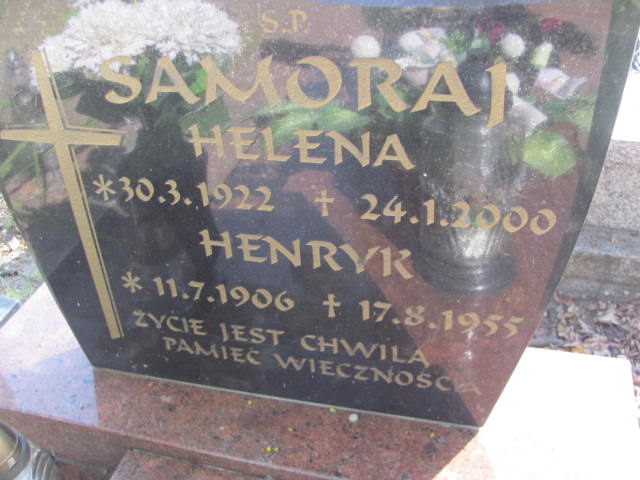 Ś.P.
SAMORAJ
HELENA
*30.3.1922 † 24.1.2000
HENRYK
* 11.7.1906 † 17.8.1955
ŻYCIE JEST CHWILĄ
PAMIĘĆ WIECZNOŚCIĄ